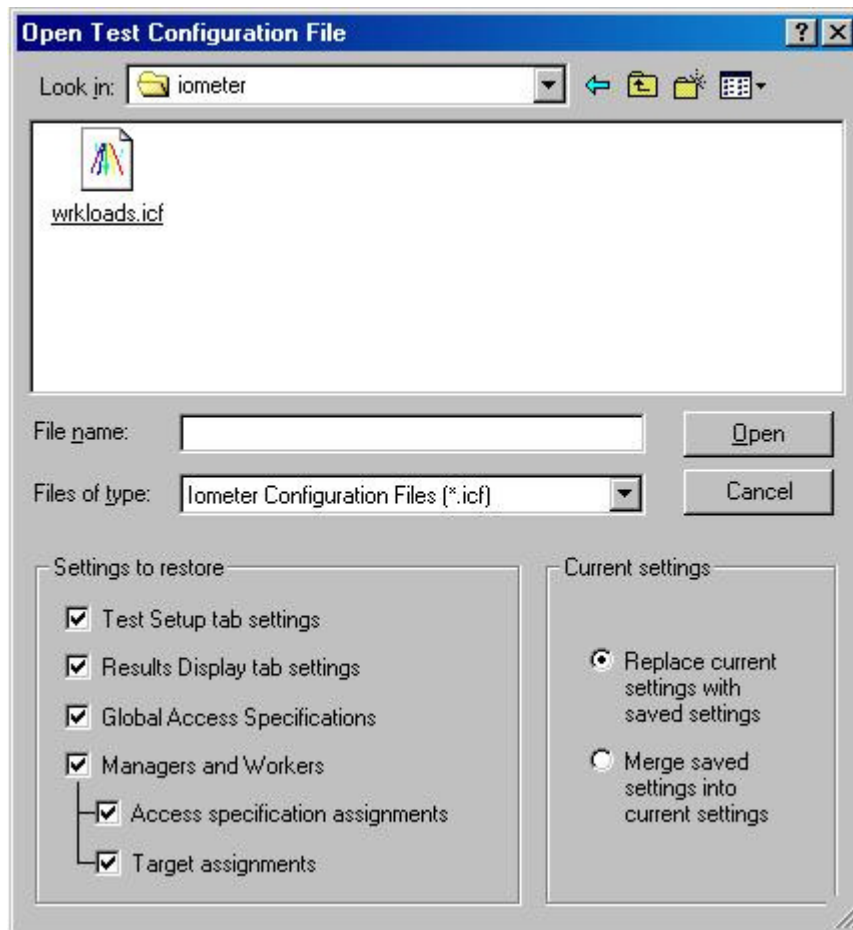 Open Test Configuration File
Look in: iometer
wrkloads.icf
File name:
Open
Files of type: Iometer Configuration Files (*.icf)
Cancel
Settings to restore
Test Setup tab settings
Results Display tab settings
Global Access Specifications
Managers and Workers
Access specification assignments
Target assignments
Current settings
Replace current
settings with
saved settings
Merge saved
settings into
current settings